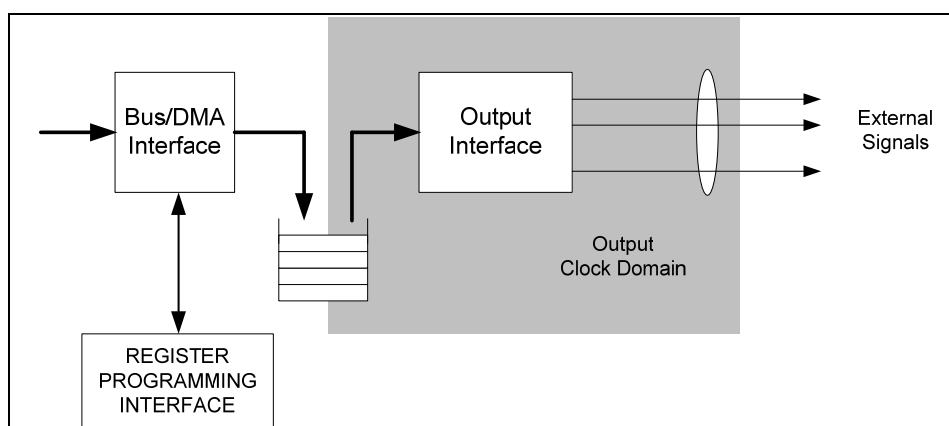 Bus/DMA
Interface
Output
Interface
External
Signals
Output
Clock Domain
REGISTER
PROGRAMMING
INTERFACE